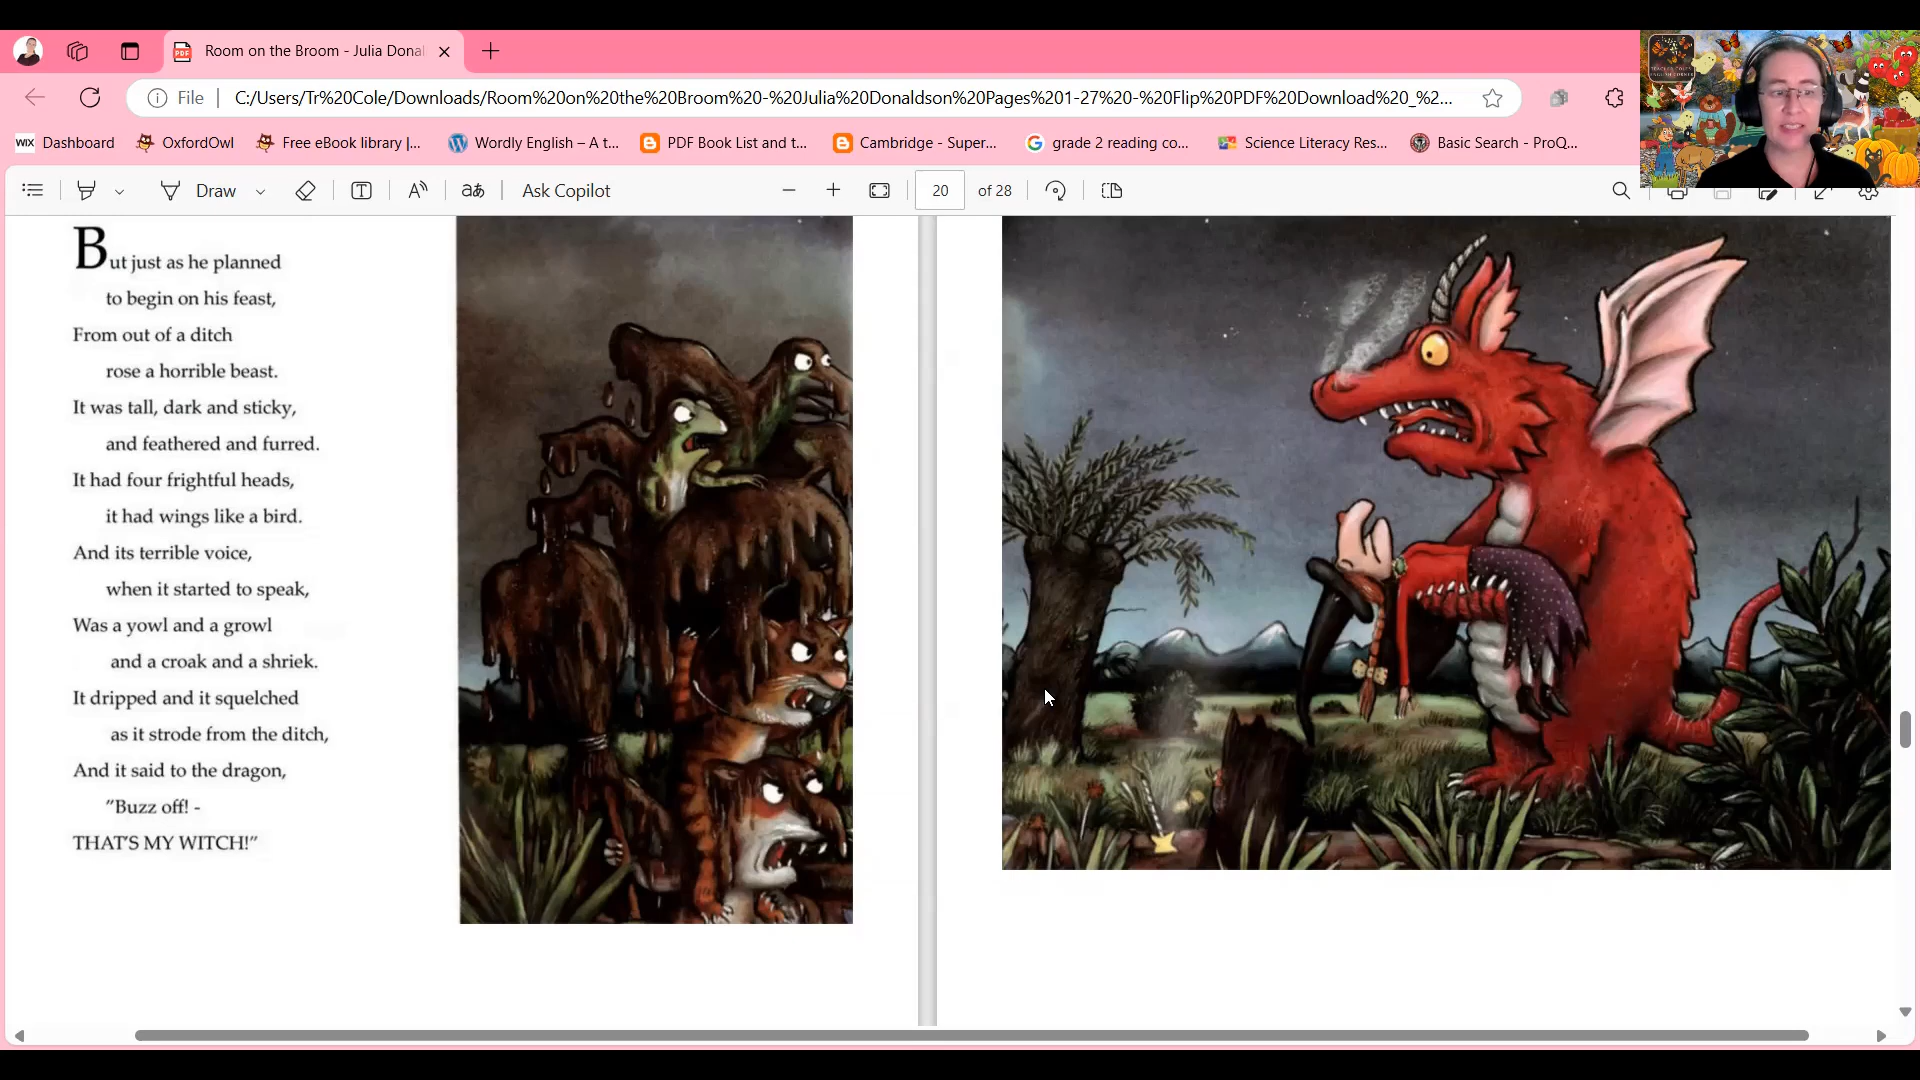 Room on the Broom - Julia Dona
File
C:/Users/Tr%20Cole/Downloads/Room%20on%20the%20Broom%20-%20Julia%20Donaldson%20Pages%201-27%20-%20Flip%20PDF%20Download%20_%2...
WIX Dashboard
OxfordOwl
Free eBook library |...
Wordly English – A t...
PDF Book List and t...
Cambridge - Super...
grade 2 reading co...
Science Literacy Res...
Basic Search - ProQ...
Draw
Ask Copilot
20 of 28
But just as he planned
to begin on his feast,
From out of a ditch
rose a horrible beast.
It was tall, dark and sticky,
and feathered and furred.
It had four frightful heads,
it had wings like a bird.
And its terrible voice,
when it started to speak,
Was a yowl and a growl
and a croak and a shriek.
It dripped and it squelched
as it strode from the ditch,
And it said to the dragon,
"Buzz off! -
THAT'S MY WITCH!"